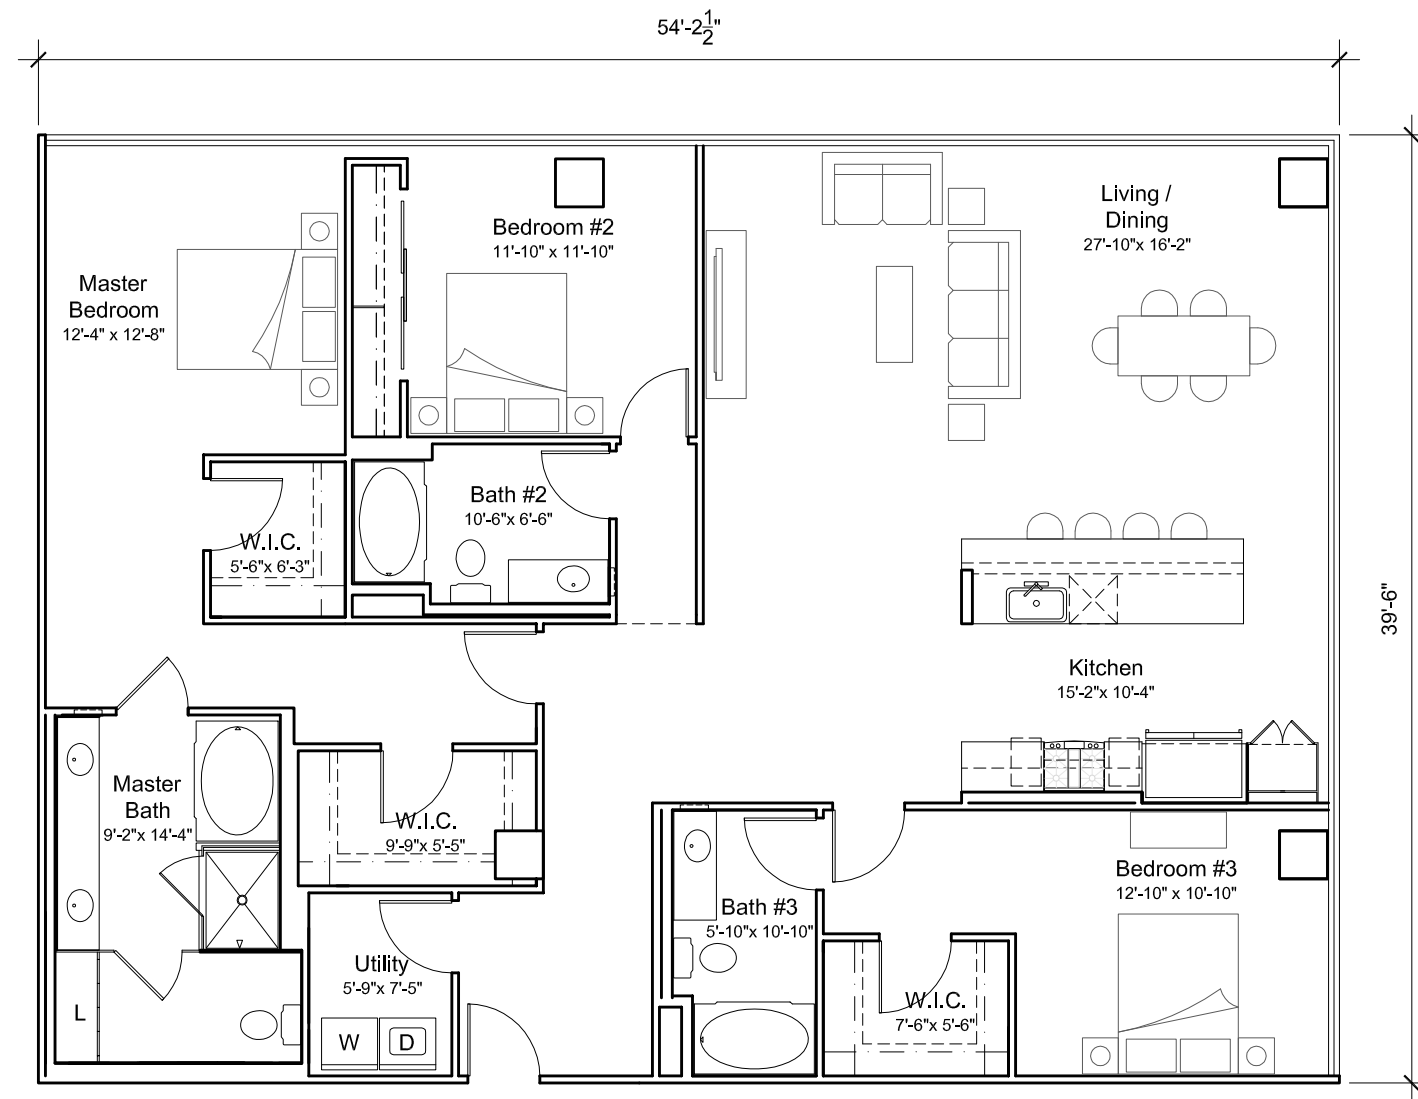 54'-2½"
Living /
Dining
27'-10"x 16'-2"
Bedroom #2
11'-10" x 11'-10"
Master
Bedroom
12'-4" x 12'-8"
Bath #2
10'-6"x 6'-6"
W.I.C.
5'-6"x 6'-3"
39'-6"
Kitchen
15'-2"x 10'-4"
Master
Bath
9'-2"x 14'-4"
W.I.C.
9'-9"x 5'-5"
Bedroom #3
12'-10" x 10'-10"
Bath #3
5'-10"x 10'-10"
Utility
5'-9"x 7'-5"
W.I.C.
7'-6"x 5'-6"
L
W
D